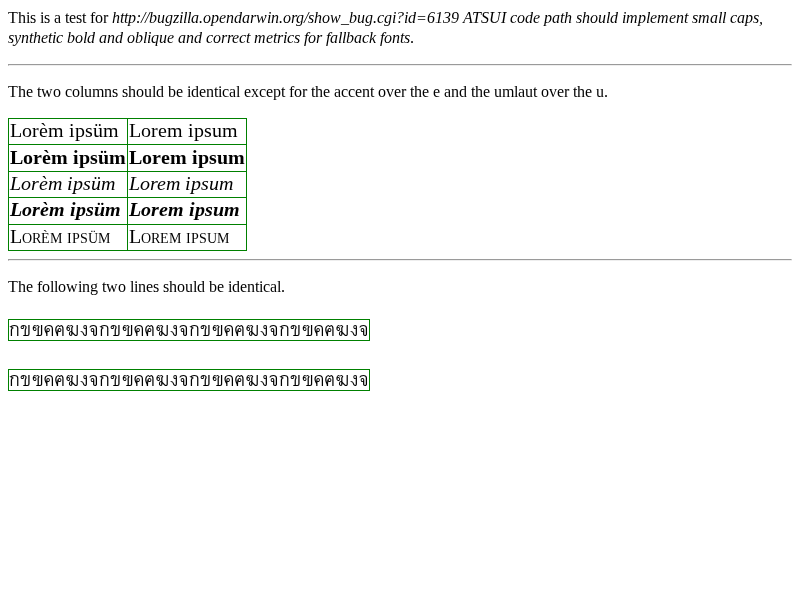 This is a test for http://bugzilla.opendarwin.org/show_bug.cgi?id=6139 ATSUI code path should implement small caps,
synthetic bold and oblique and correct metrics for fallback fonts.
The two columns should be identical except for the accent over the e and the umlaut over the u.
Lorèm ipsüm Lorem ipsum
Lorèm ipsüm Lorem ipsum
Lorèm ipsüm Lorem ipsum
Lorèm ipsüm Lorem ipsum
Lorèm ipsüm Lorem ipsum
The following two lines should be identical.
กขฃคฅฆงจกขฃคฅฆงจกขฃคฅฆงจกขฃคฅฆงจ
กขฃคฅฆงจกขฃคฅฆงจกขฃคฅฆงจกขฃคฅฆงจ